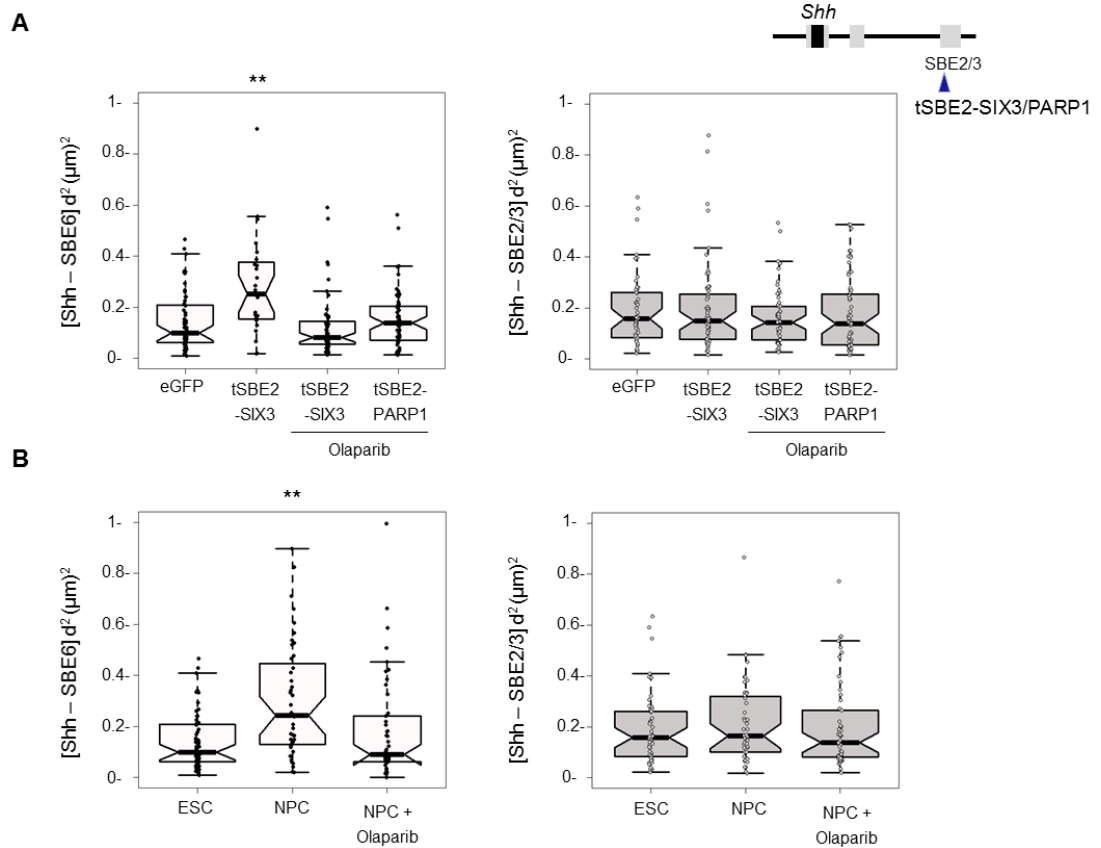 A
Shh
SBE2/3
tSBE2-SIX3/PARP1
**
[Shh – SBE6] d² (µm)²
1-
0.8-
0.6-
0.4-
0.2-
0-
eGFP
tSBE2
-SIX3
tSBE2
-SIX3
tSBE2-
PARP1
Olaparib
[Shh – SBE2/3] d² (µm)²
1-
0.8-
0.6-
0.4-
0.2-
0-
eGFP
tSBE2
-SIX3
tSBE2
-SIX3
tSBE2-
PARP1
Olaparib
B
**
[Shh – SBE6] d² (µm)²
1-
0.8-
0.6-
0.4-
0.2-
0-
ESC
NPC
NPC +
Olaparib
[Shh – SBE2/3] d² (µm)²
1-
0.8-
0.6-
0.4-
0.2-
0-
ESC
NPC
NPC +
Olaparib